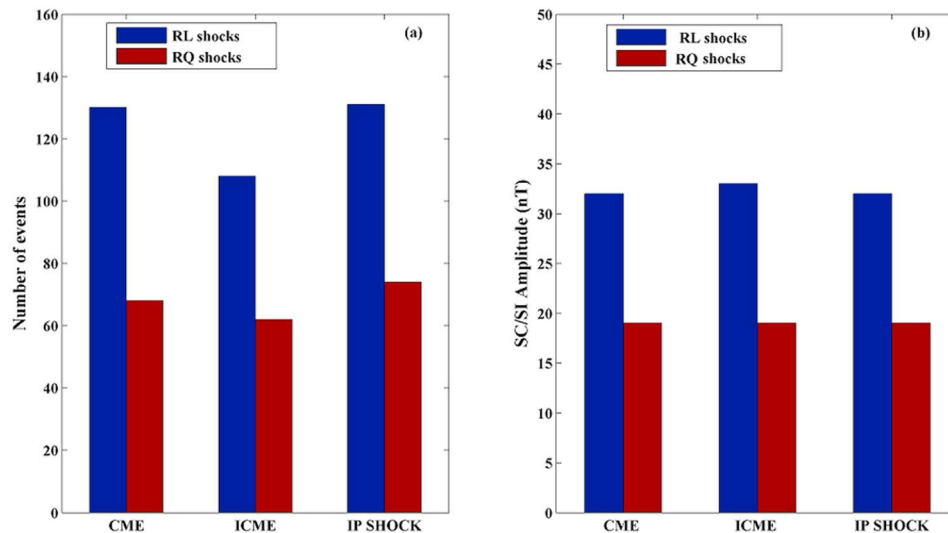 (a)
RL shocks
RQ shocks
Number of events
160
140
120
100
80
60
40
20
0
CME ICME IP SHOCK
(b)
RL shocks
RQ shocks
SC/SI Amplitude (nT)
50
45
40
35
30
25
20
15
10
5
0
CME ICME IP SHOCK